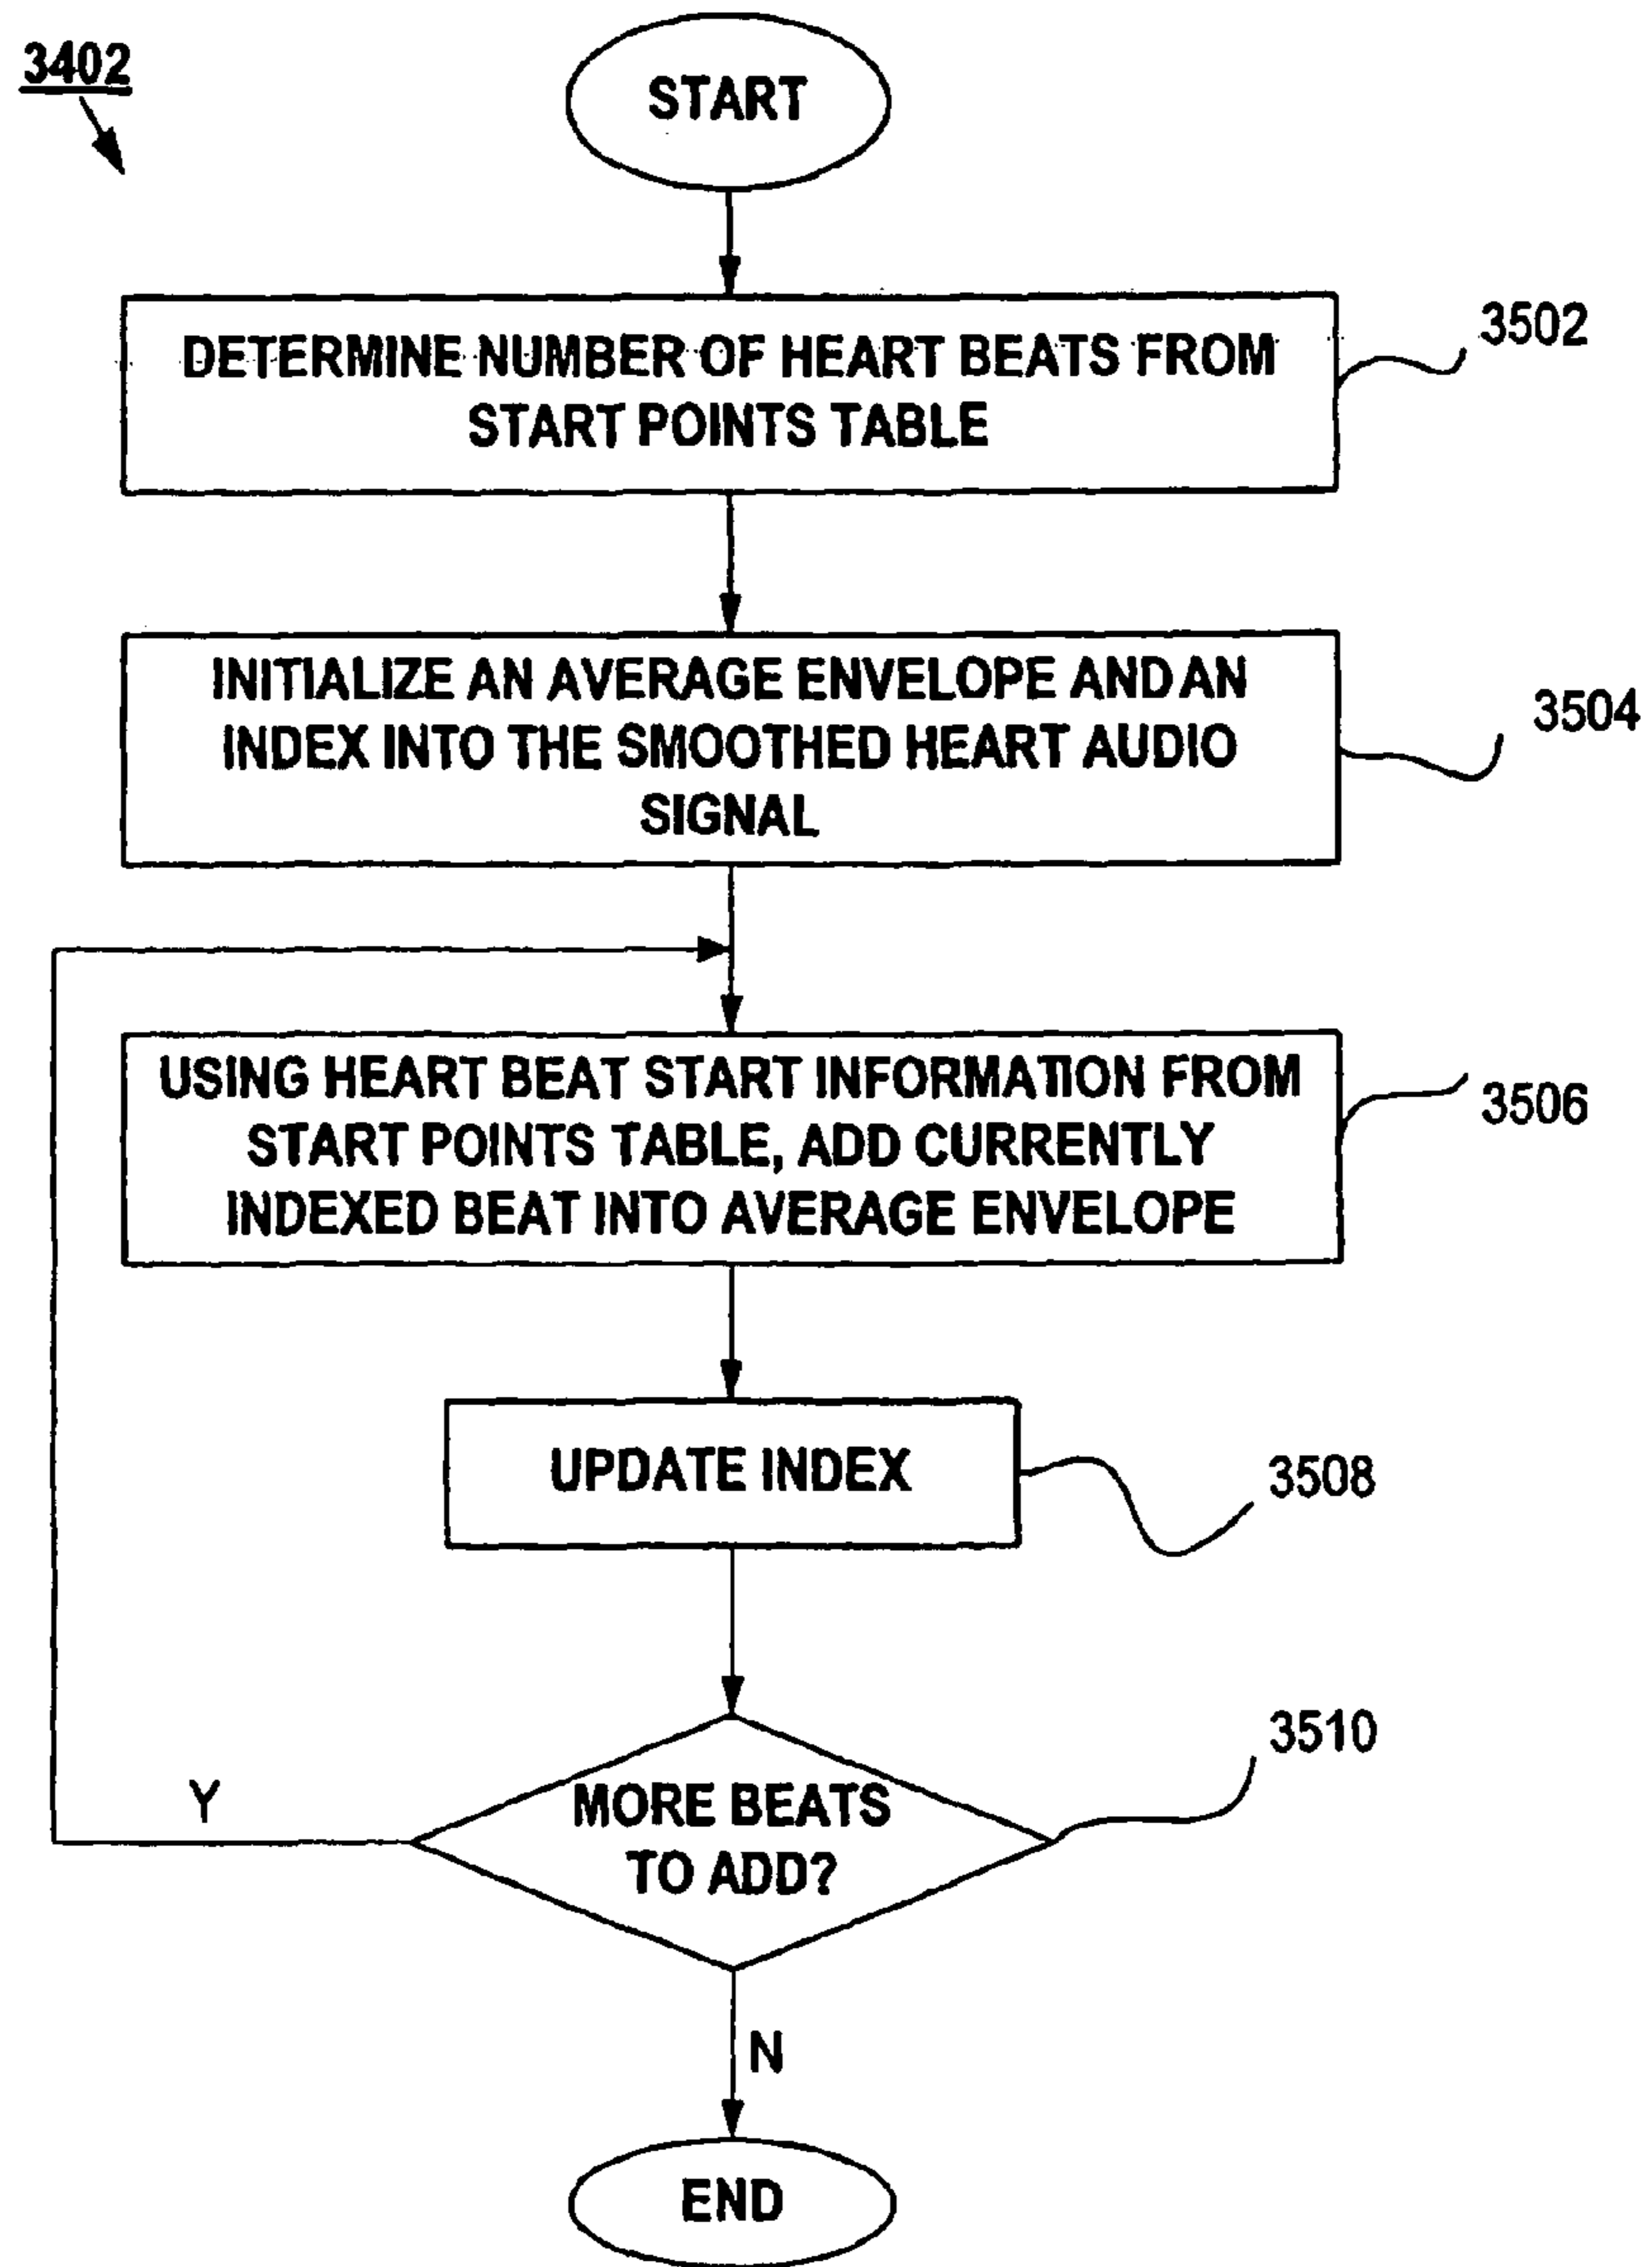 3402
START
DETERMINE NUMBER OF HEART BEATS FROM
START POINTS TABLE
3502
INITIALIZE AN AVERAGE ENVELOPE AND AN
INDEX INTO THE SMOOTHED HEART AUDIO
SIGNAL
3504
USING HEART BEAT START INFORMATION FROM
START POINTS TABLE, ADD CURRENTLY
INDEXED BEAT INTO AVERAGE ENVELOPE
3506
UPDATE INDEX
3508
MORE BEATS
TO ADD?
3510
Y
N
END